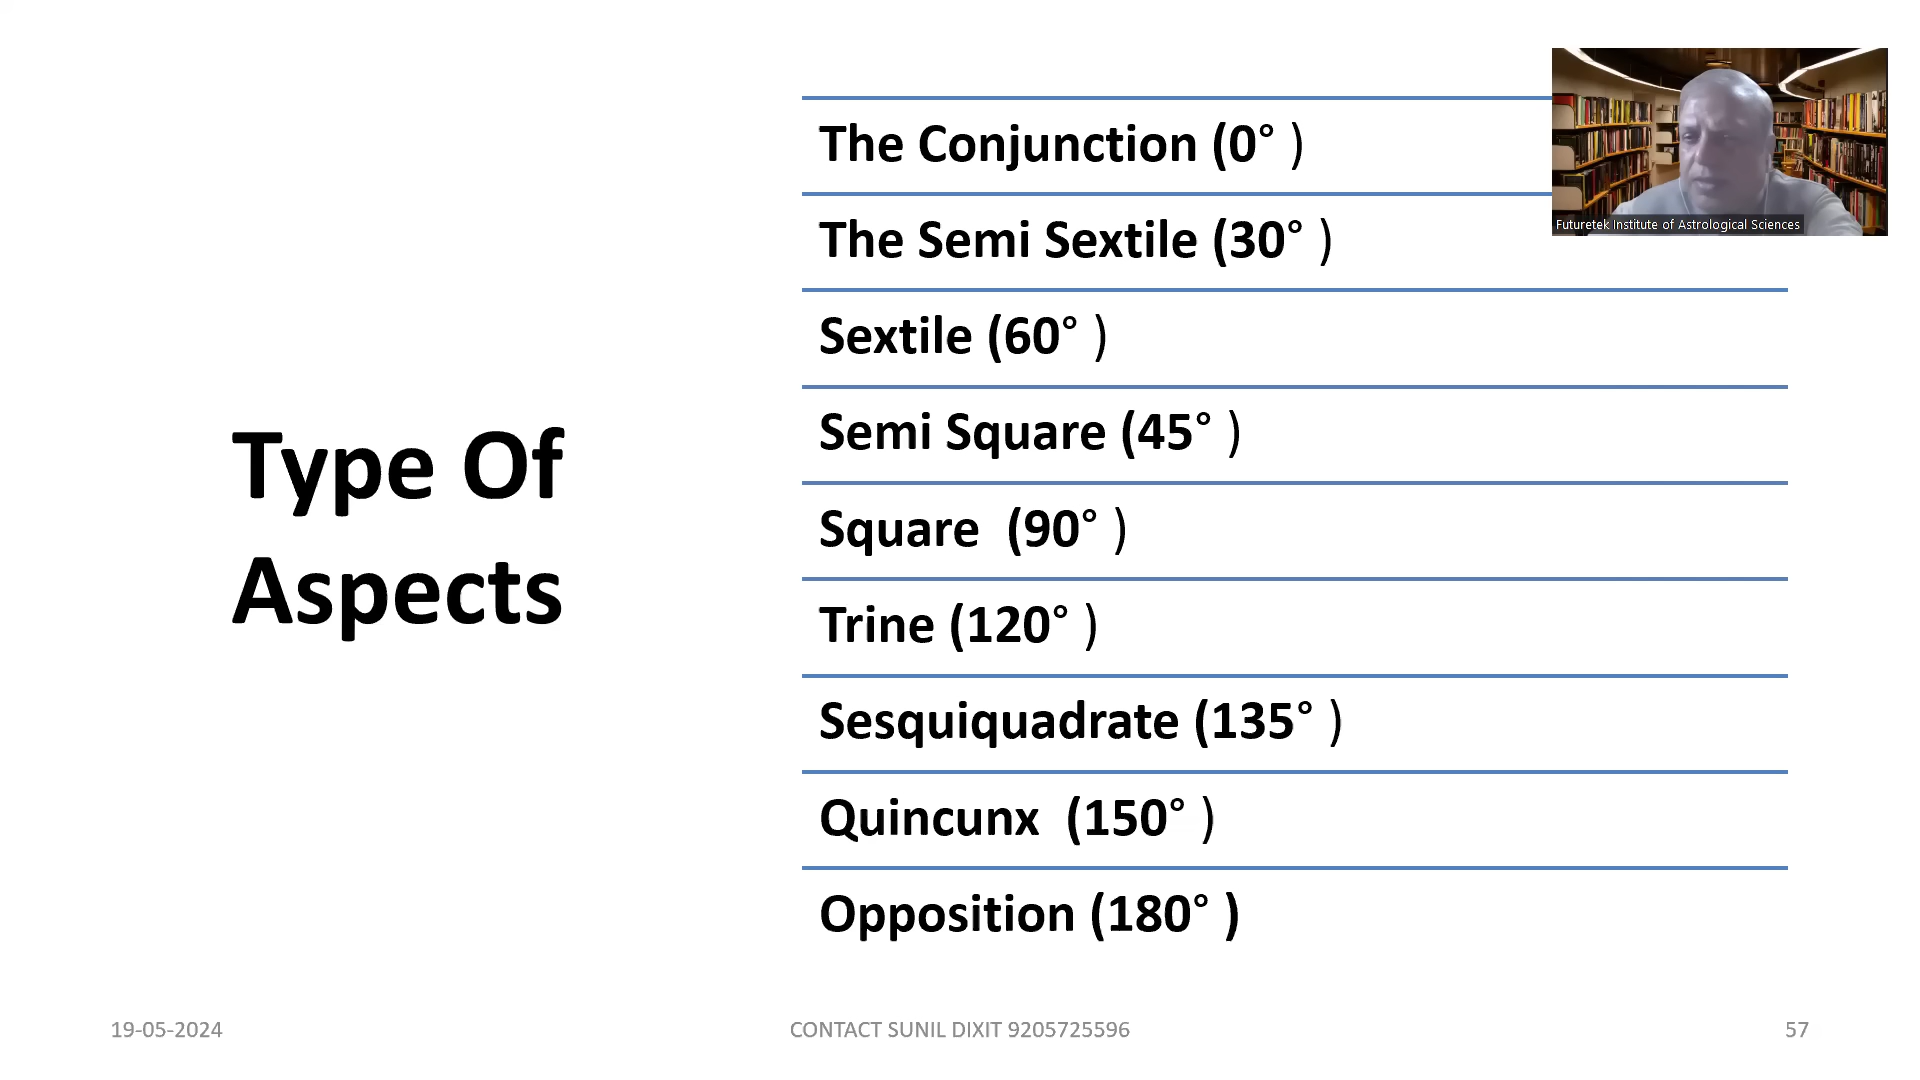 Type Of
Aspects
The Conjunction (0° )
The Semi Sextile (30° )
Sextile (60° )
Semi Square (45° )
Square  (90° )
Trine (120° )
Sesquiquadrate (135° )
Quincunx  (150° )
Opposition (180° )
Futuretek Institute of Astrological Sciences
19-05-2024
CONTACT SUNIL DIXIT 9205725596
57